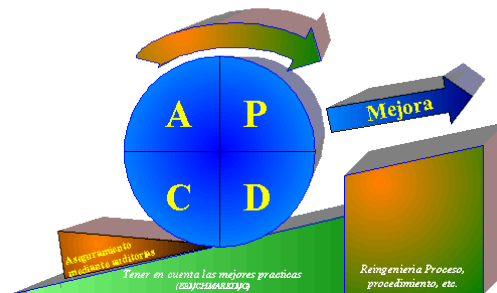 A P
Mejora
C D
Aseguramiento
mediante auditorias
Tener en cuenta las mejores practicas
Reingenieria Proceso,
procedimiento, etc.